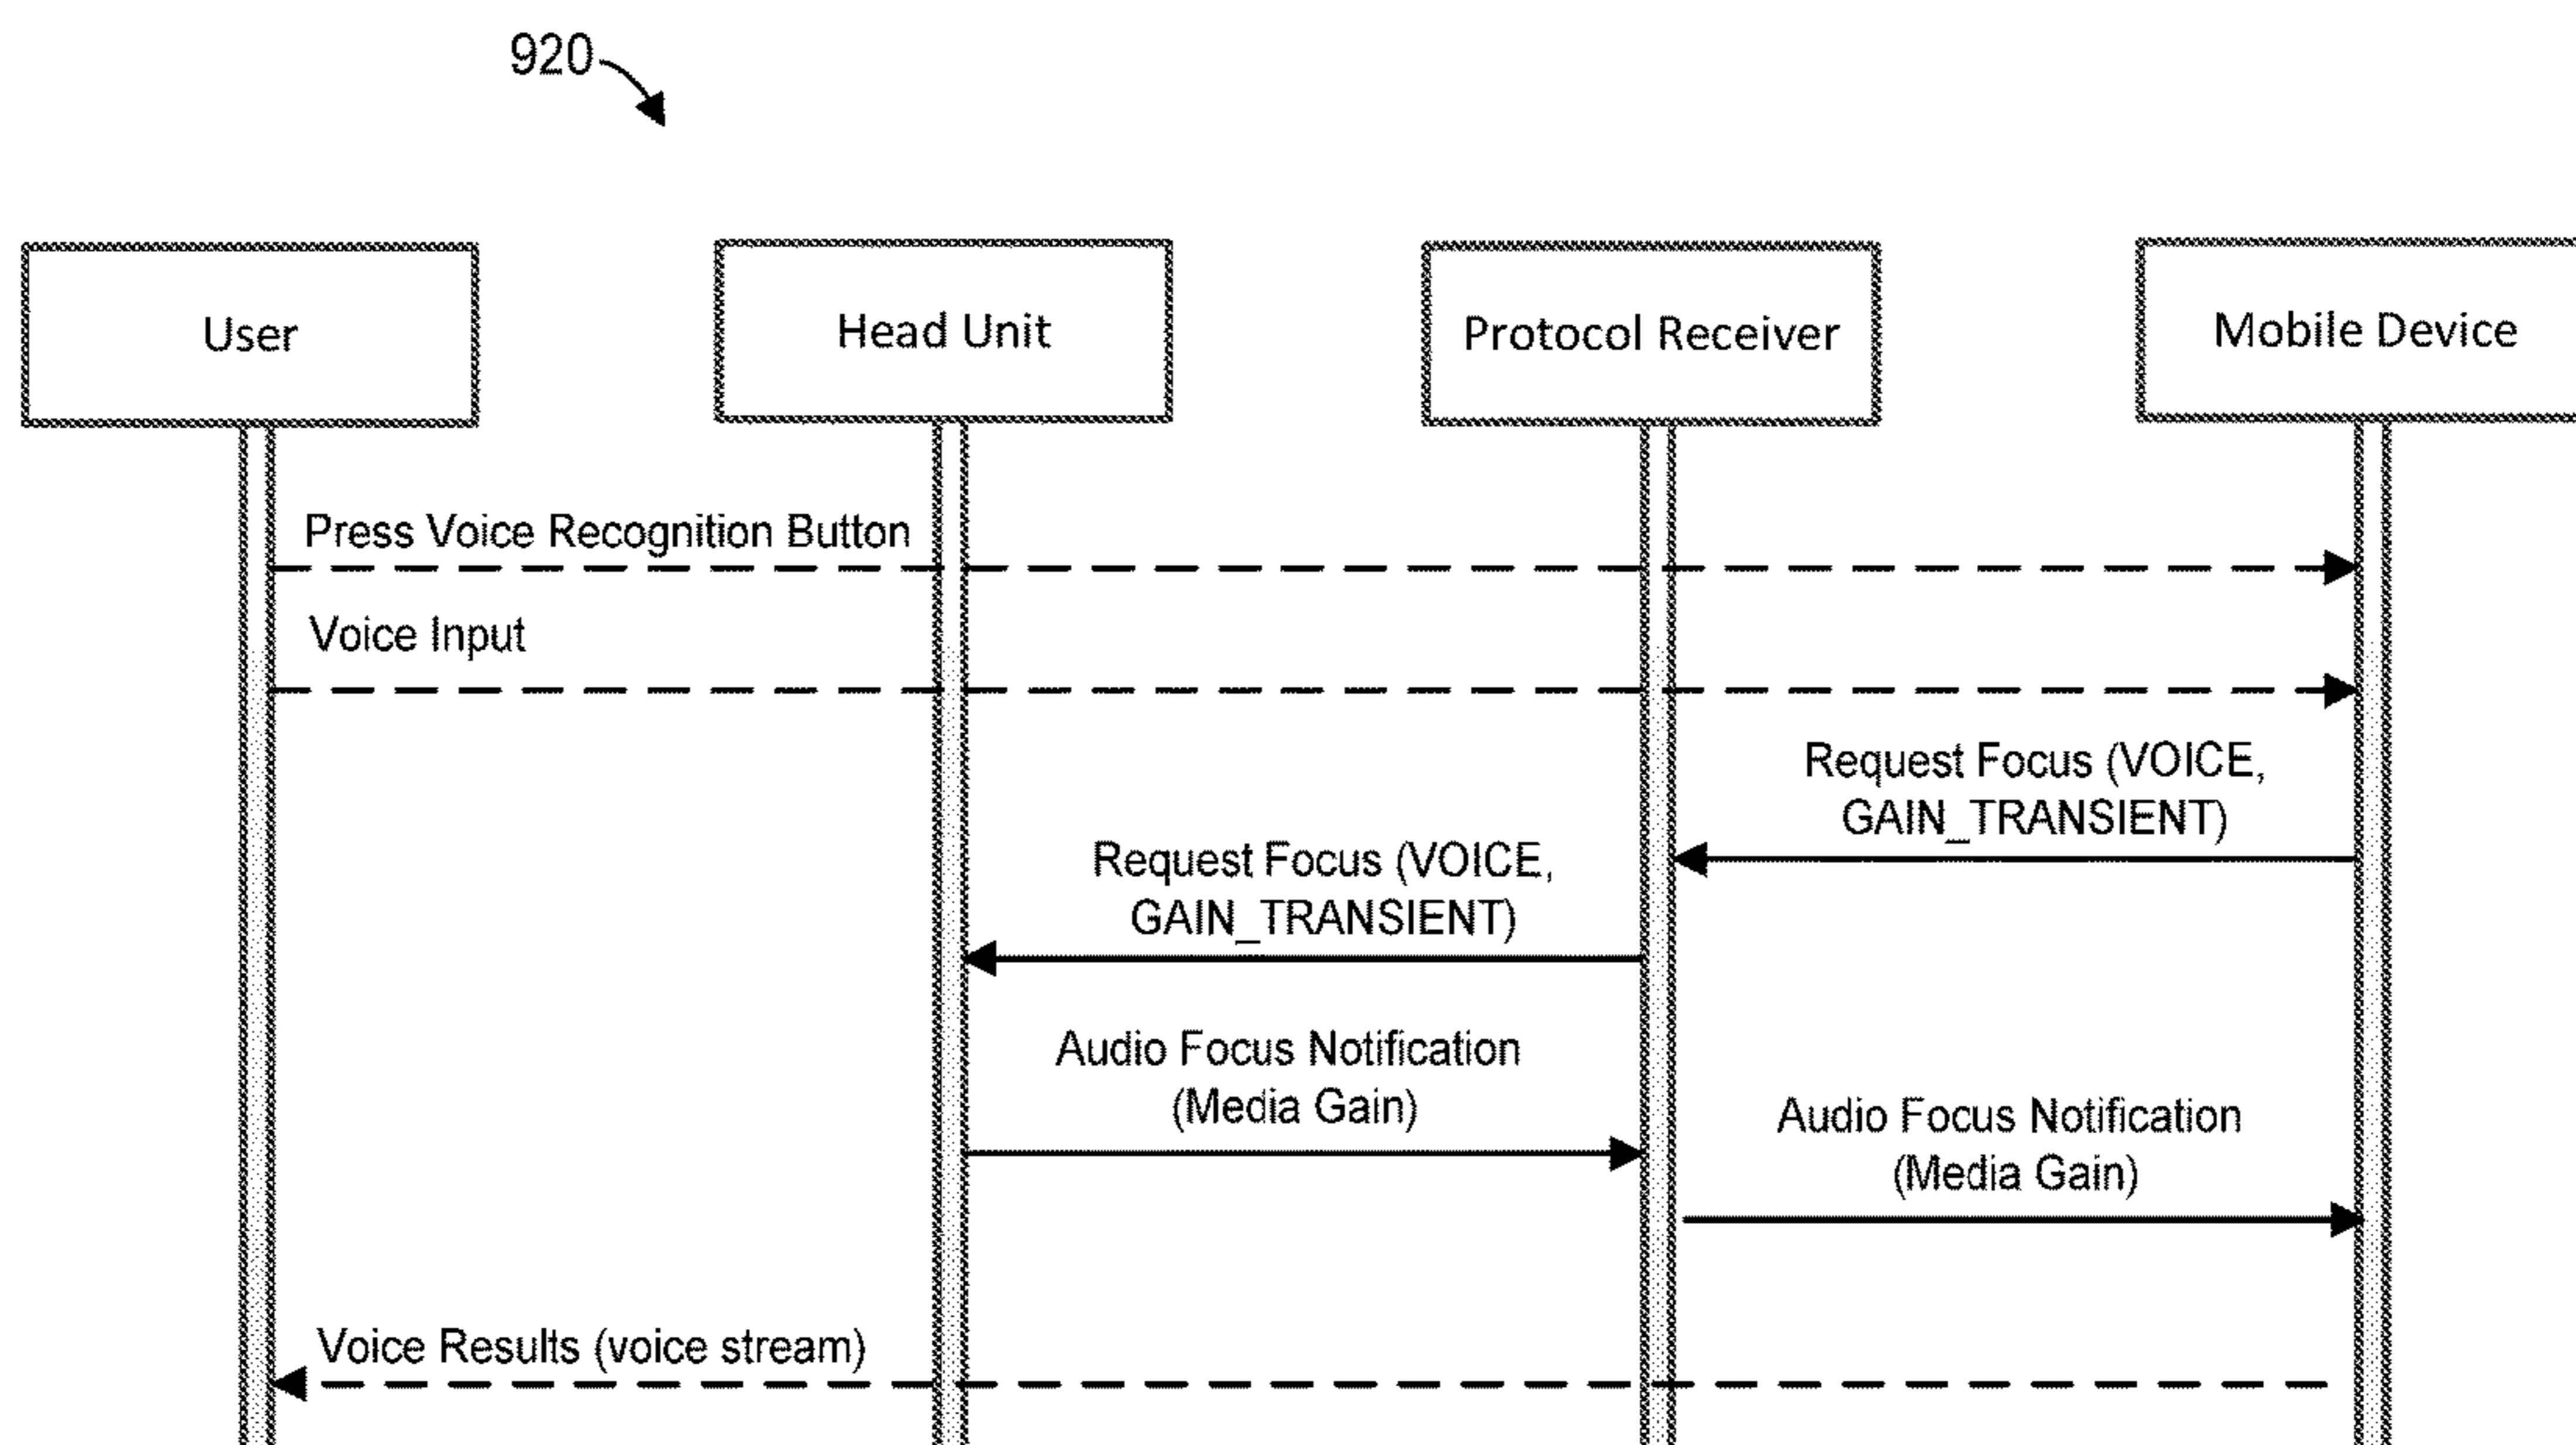 920
User
Head Unit
Protocol Receiver
Mobile Device
Press Voice Recognition Button
Voice Input
Request Focus (VOICE,
GAIN_TRANSIENT)
Request Focus (VOICE,
GAIN_TRANSIENT)
Audio Focus Notification
(Media Gain)
Audio Focus Notification
(Media Gain)
Voice Results (voice stream)